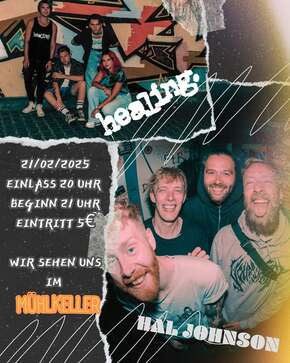 healing.
21/02/2025
EINLASS 20 UHR
BEGINN 21 UHR
EINTRITT 5€
WIR SEHEN UNS
IM
MÜHLKELLER
HAL JOHNSON